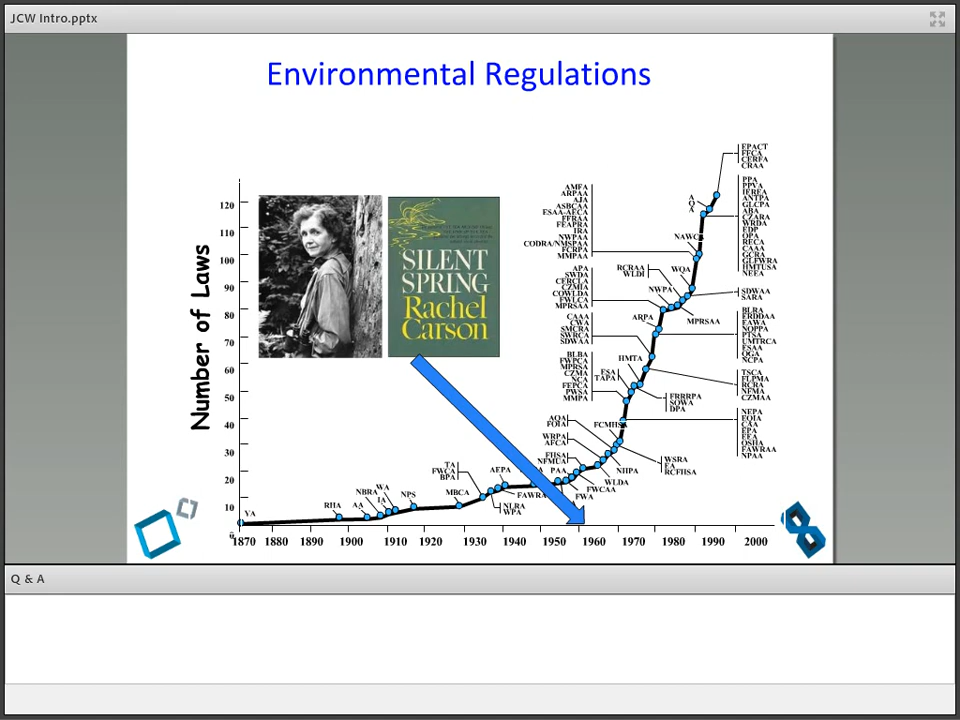 JCW Intro.pptx
Environmental Regulations
Number of Laws
120
110
100
90
80
70
60
50
40
30
20
10
0
1870 1880 1890 1900 1910 1920 1930 1940 1950 1960 1970 1980 1990 2000
SILENT
SPRING
Rachel
Carson
YA
RHA
AA
NBRA
IA
WA
NPS
MBCA
TA
FWCA
BPA
AEPA
NLRA
WPA
FAWRA
PAA
FWA
FWCAA
WLDA
NHPA
FHSA
NFMUA
WRPA
AFCA
AQA
FOIA
FCMHSA
WSRA
EA
RCFHSA
BLBA
FWPCA
MPRSA
CZMA
NCA
FEPCA
PWSA
MMPA
ESA
TAPA
HMTA
FRRRPA
SOWA
DPA
NEPA
EQIA
CAA
EPA
EEA
OSHA
FAWRAA
NPAA
TSCA
FLPMA
RCRA
NFMA
CZMAA
CAAA
CWA
SMCRA
SWRCA
SDWAA
ARPA
BLRA
ERDDAA
EAWA
NOPPA
PTSA
UMTRCA
ESAA
QGA
NCPA
APA
SWDA
CERCLA
CZMIA
COWLDA
FWLCA
MPRSAA
RCRAA
WLDI
NWPA
WQA
MPRSAA
SDWAA
SARA
AMFA
ARPAA
AJA
ASBCAA
ESAA-AECA
FFRAA
FEAPRA
IRA
NWPAA
CODRA/NMSPAA
FCRPA
MMPAA
NAWCA
A
Q
A
PPA
PPVA
IEREA
ANTPA
GLCPA
ABA
CZARA
WRDA
EDP
OPA
RECA
CAAA
GCRA
GLFWRA
HMTUSA
NEEA
EPACT
FFCA
CERFA
CRAA
Q & A